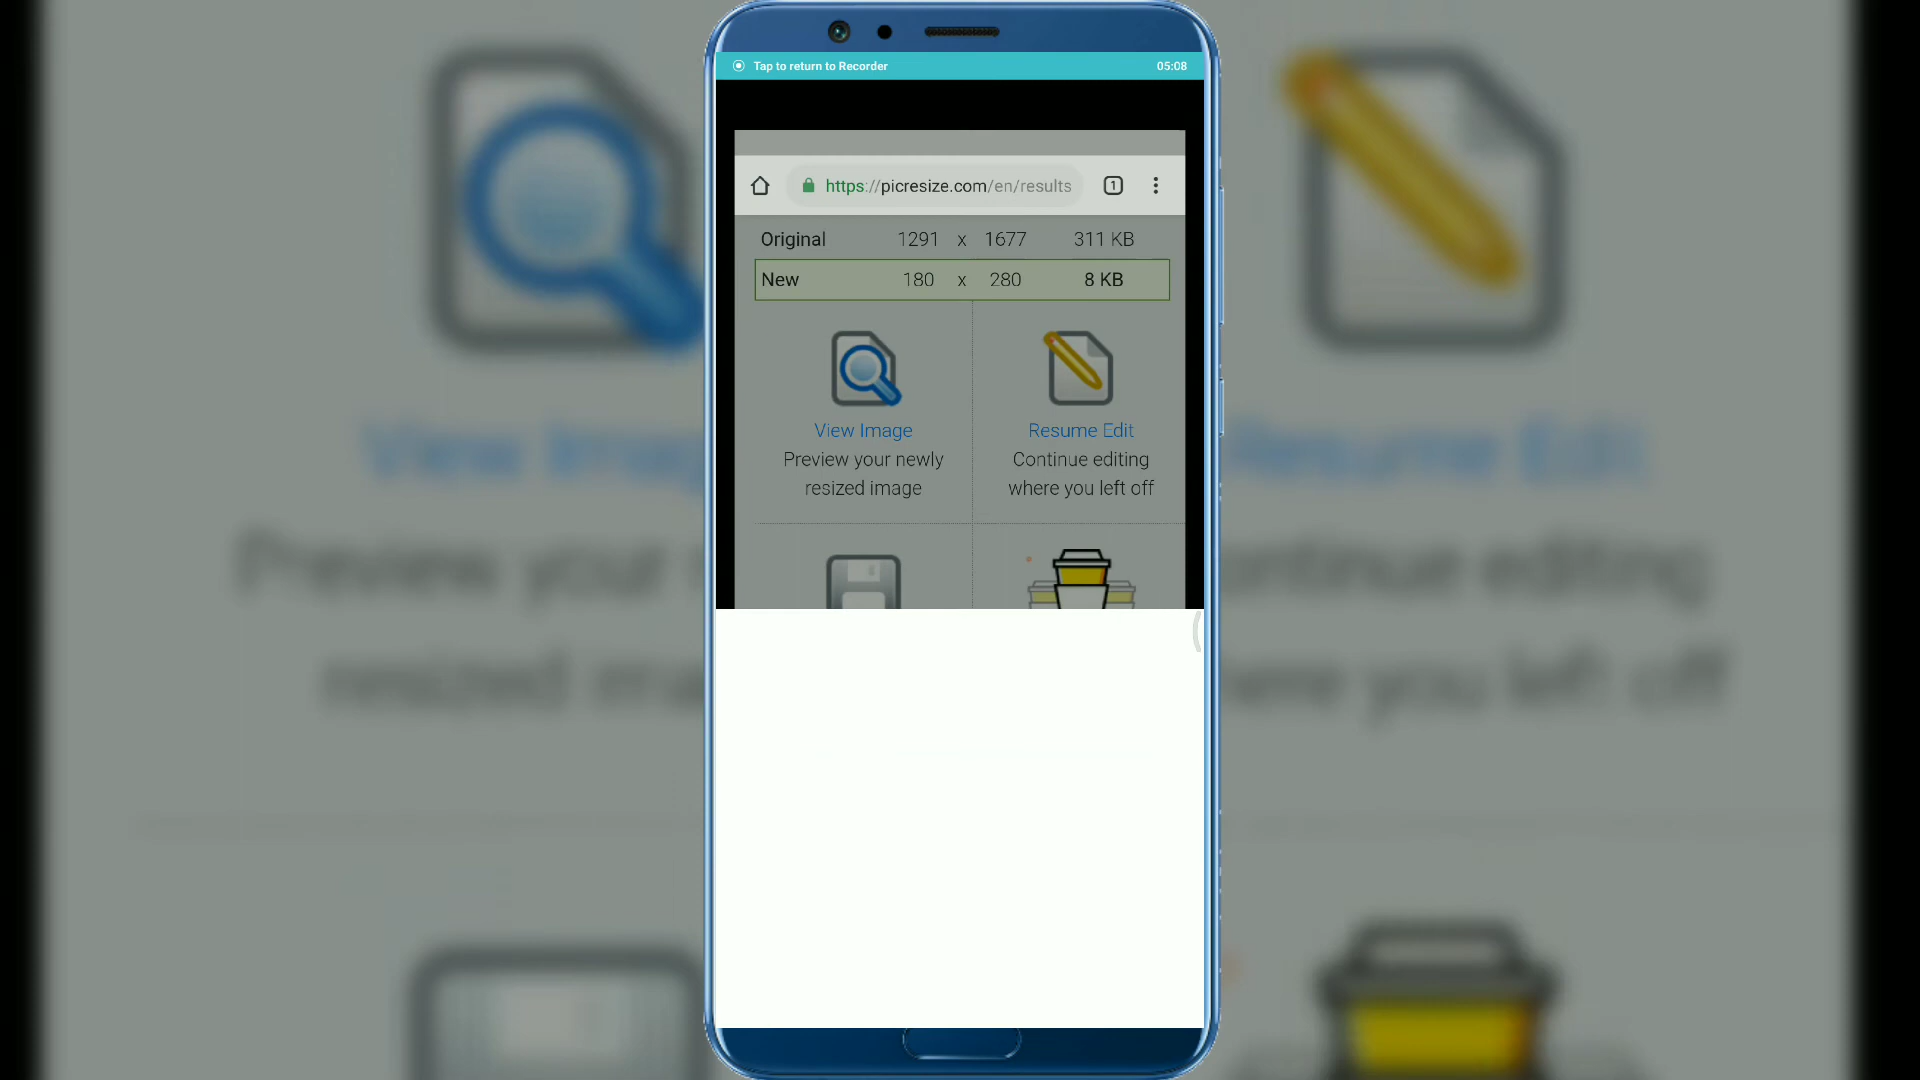 Tap to return to Recorder 05:08
https://picresize.com/en/results 1
Original 1291 x 1677 311 KB
New 180 x 280 8 KB
View Image
Preview your newly
resized image
Resume Edit
Continue editing
where you left off